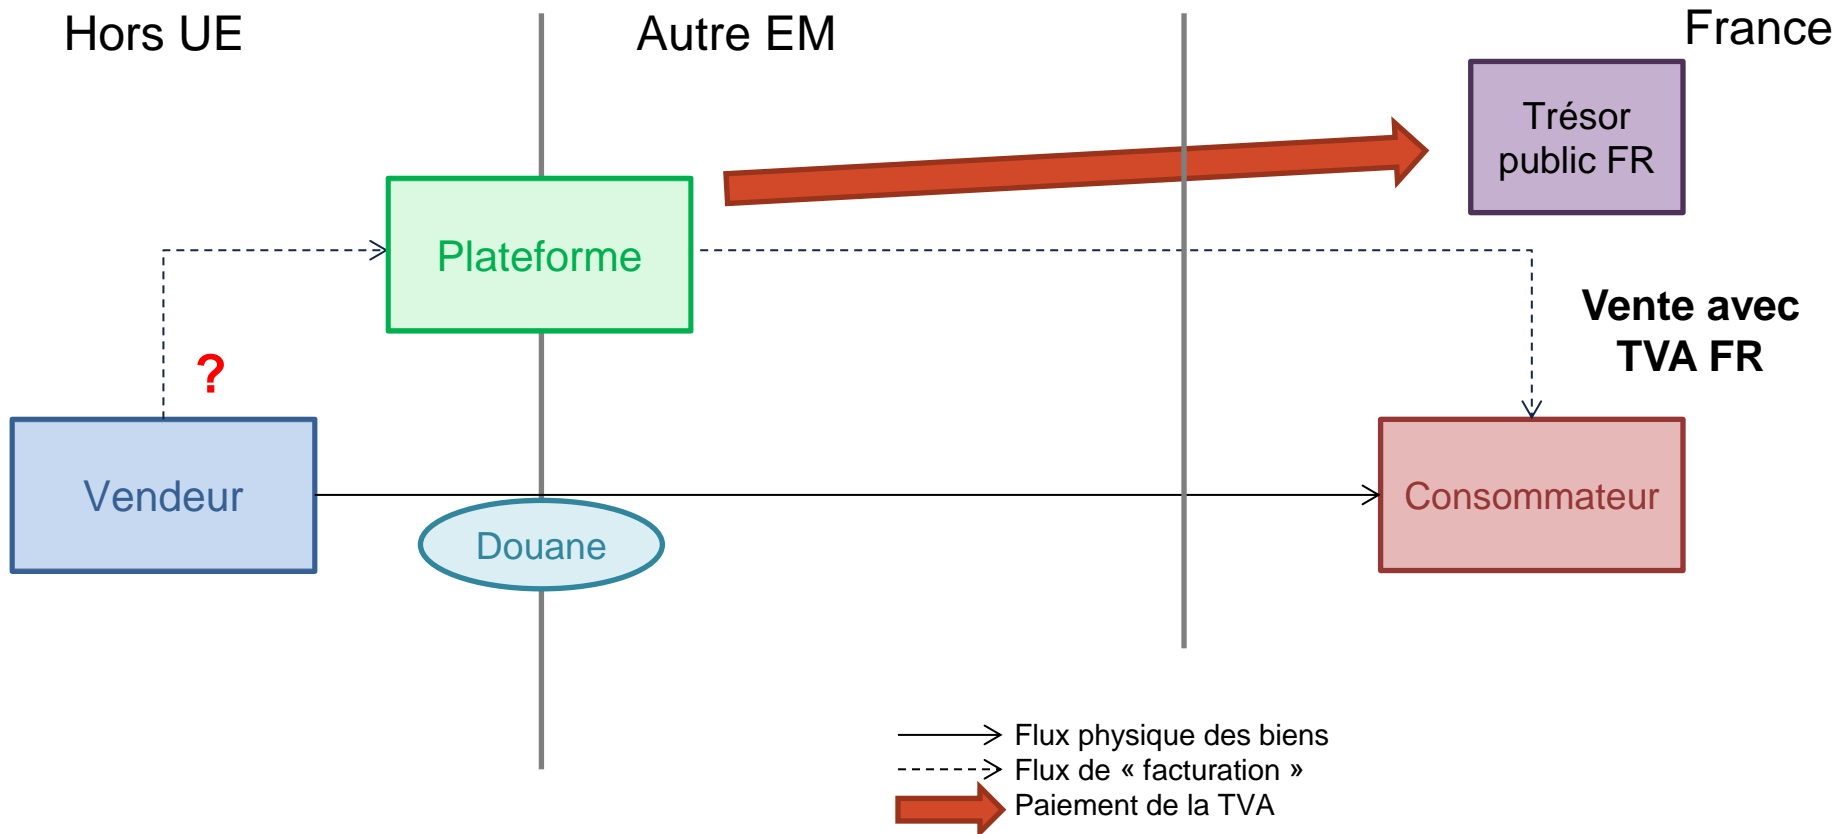 Hors UE
Autre EM
France
Trésor
public FR
Plateforme
Vente avec
TVA FR
?
Vendeur
Douane
Consommateur
Flux physique des biens
Flux de « facturation »
Paiement de la TVA